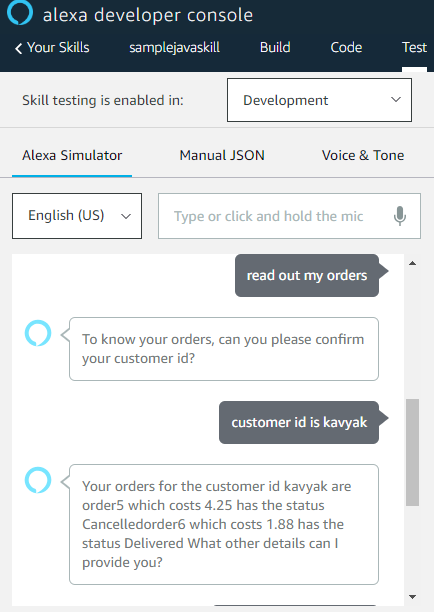 alexa developer console
Your Skills samplejavaskill Build Code Test
Skill testing is enabled in: Development
Alexa Simulator Manual JSON Voice & Tone
English (US) Type or click and hold the mic
read out my orders
To know your orders, can you please confirm
your customer id?
customer id is kavyak
Your orders for the customer id kavyak are
order5 which costs 4.25 has the status
Cancelledorder6 which costs 1.88 has the
status Delivered What other details can I
provide you?